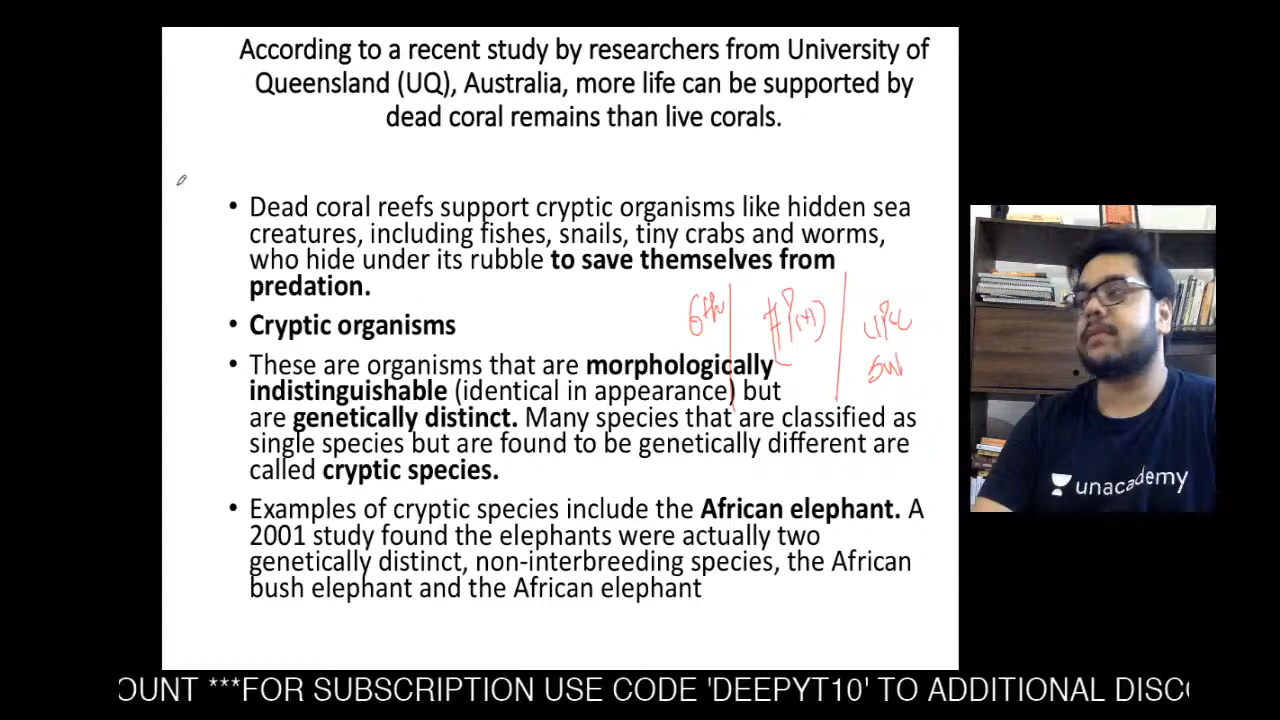 According to a recent study by researchers from University of
Queensland (UQ), Australia, more life can be supported by
dead coral remains than live corals.
• Dead coral reefs support cryptic organisms like hidden sea
creatures, including fishes, snails, tiny crabs and worms,
who hide under its rubble to save themselves from
predation.
• Cryptic organisms
6th
• These are organisms that are morphologically
indistinguishable (identical in appearance) but
are genetically distinct. Many species that are classified as
single species but are found to be genetically different are
called cryptic species.
• Examples of cryptic species include the African elephant. A
2001 study found the elephants were actually two
genetically distinct, non-interbreeding species, the African
bush elephant and the African elephant
unacademy
OUNT ***FOR SUBSCRIPTION USE CODE 'DEEPYT10' TO ADDITIONAL DISC